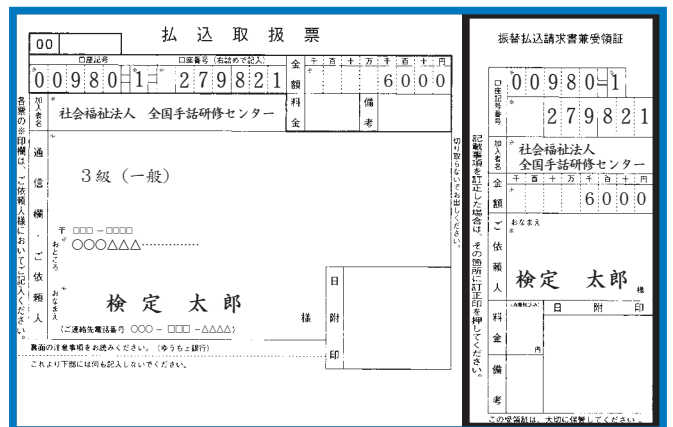 払込取扱票
00
口座記号
口座番号（右詰めで記入）
金額
千百十万千百十円
00980=1=279821
6000
加入者名
社会福祉法人 全国手話研修センター
料金
備考
各票の※印欄は、ご依頼人様においてご記入ください。
通信欄・ご依頼人
3級（一般）
〒 □□□－□□□□
おところ
○○○△△△……………
おなまえ
検定 太郎
様
（ご連絡先電話番号 ○○○－□□□－△△△△）
日附印
切り取らないでお出しください。
裏面の注意事項をお読みください。（ゆうちょ銀行）
これより下部には何も記入しないでください。
振替払込請求書兼受領証
口座記号番号
00980=1
279821
加入者名
社会福祉法人
全国手話研修センター
金額
千百十万千百十円
6000
ご依頼人
おなまえ
※
検定 太郎
様
料金
円
日附印
備考
記載事項を訂正した場合は、その箇所に訂正印を押してください。
この受領証は、大切に保管してください。